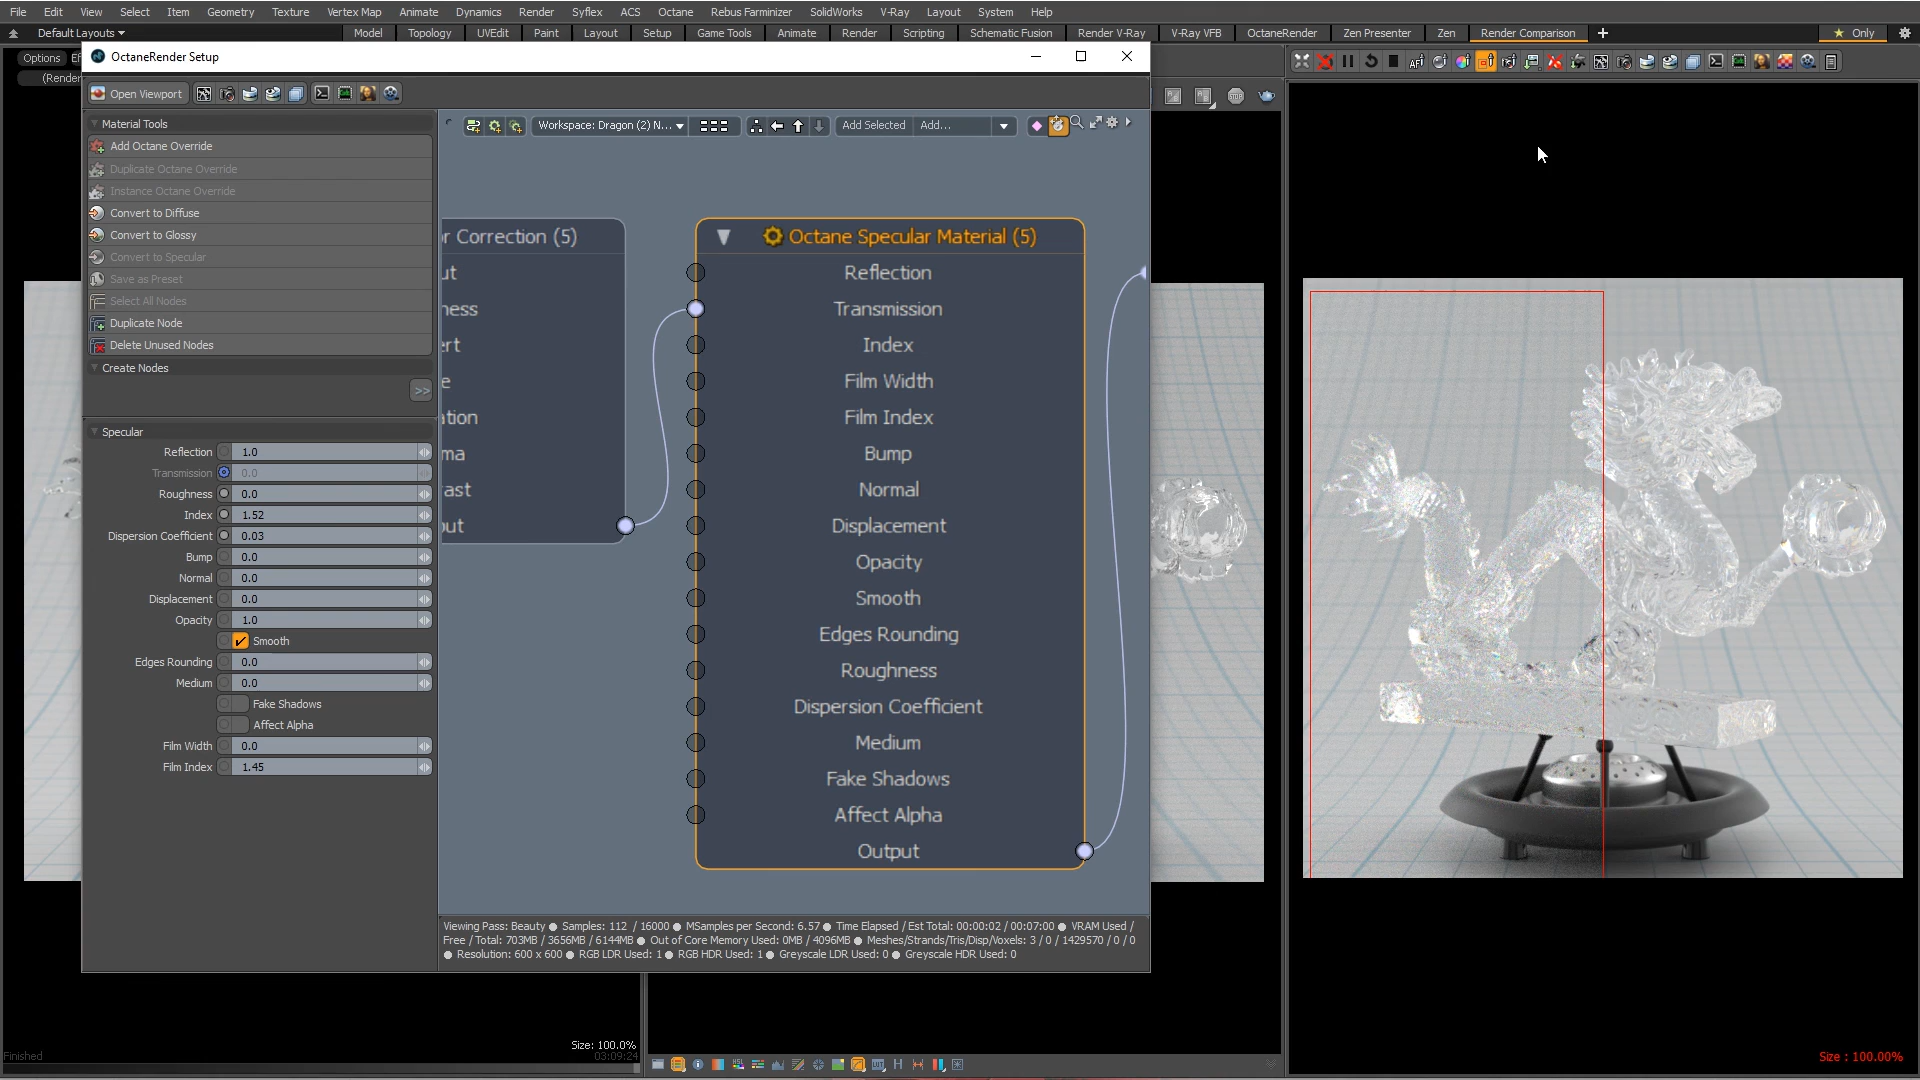 File Edit View Select Item Geometry Texture Vertex Map Animate Dynamics Render Syflex ACS Octane Rebus Farminizer SolidWorks V-Ray Layout System Help
Default Layouts Model Topology UVEdit Paint Layout Setup Game Tools Animate Render Scripting Schematic Fusion Render V-Ray V-Ray VFB OctaneRender Zen Presenter Zen Render Comparison + Only
Options
OctaneRender Setup
(Render
Open Viewport
Material Tools
Workspace: Dragon (2) N... Add Selected Add...
Add Octane Override
Duplicate Octane Override
Instance Octane Override
Convert to Diffuse
Convert to Glossy
Convert to Specular
Save as Preset
Select All Nodes
Duplicate Node
Delete Unused Nodes
Create Nodes
>>
Specular
Reflection 1.0
Transmission 0.0
Roughness 0.0
Index 1.52
Dispersion Coefficient 0.03
Bump 0.0
Normal 0.0
Displacement 0.0
Opacity 1.0
Smooth
Edges Rounding 0.0
Medium 0.0
Fake Shadows
Affect Alpha
Film Width 0.0
Film Index 1.45
r Correction (5)
ut
ness
ert
e
ation
ma
ast
out
Octane Specular Material (5)
Reflection
Transmission
Index
Film Width
Film Index
Bump
Normal
Displacement
Opacity
Smooth
Edges Rounding
Roughness
Dispersion Coefficient
Medium
Fake Shadows
Affect Alpha
Output
Viewing Pass: Beauty ● Samples: 112 / 16000 ● MSamples per Second: 6.57 ● Time Elapsed / Est Total: 00:00:02 / 00:07:00 ● VRAM Used /
Free / Total: 703MB / 3656MB / 6144MB ● Out of Core Memory Used: 0MB / 4096MB ● Meshes/Strands/Tris/Disp/Voxels: 3 / 0 / 1429570 / 0 / 0
● Resolution: 600 x 600 ● RGB LDR Used: 1 ● RGB HDR Used: 1 ● Greyscale LDR Used: 0 ● Greyscale HDR Used: 0
Size: 100.0%
Finished 03:09:24
Size : 100.00%